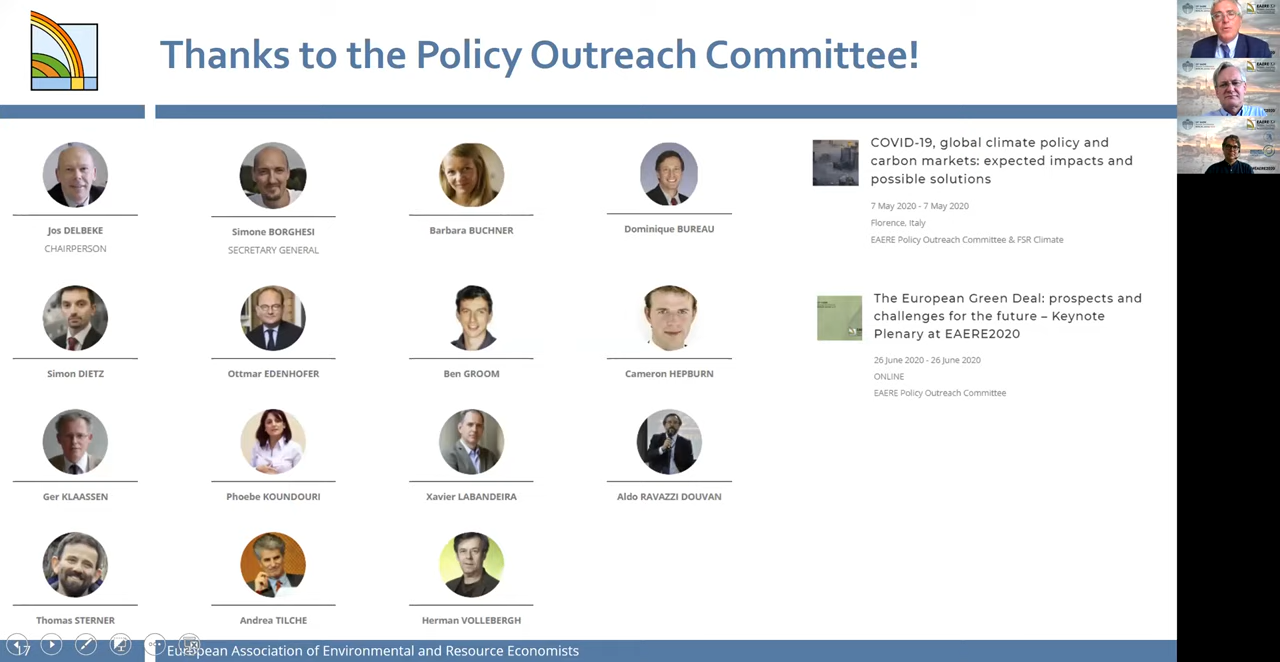 Thanks to the Policy Outreach Committee!
Jos DELBEKE
CHAIRPERSON
Simone BORGHESI
SECRETARY GENERAL
Barbara BUCHNER
Dominique BUREAU
Simon DIETZ
Ottmar EDENHOFER
Ben GROOM
Cameron HEPBURN
Ger KLAASSEN
Phoebe KOUNDOURI
Xavier LABANDEIRA
Aldo RAVAZZI DOUVAN
Thomas STERNER
Andrea TILCHE
Herman VOLLEBERGH
COVID-19, global climate policy and
carbon markets: expected impacts and
possible solutions
7 May 2020 - 7 May 2020
Florence, Italy
EAERE Policy Outreach Committee & FSR Climate
The European Green Deal: prospects and
challenges for the future – Keynote
Plenary at EAERE2020
26 June 2020 - 26 June 2020
ONLINE
EAERE Policy Outreach Committee
17
European Association of Environmental and Resource Economists